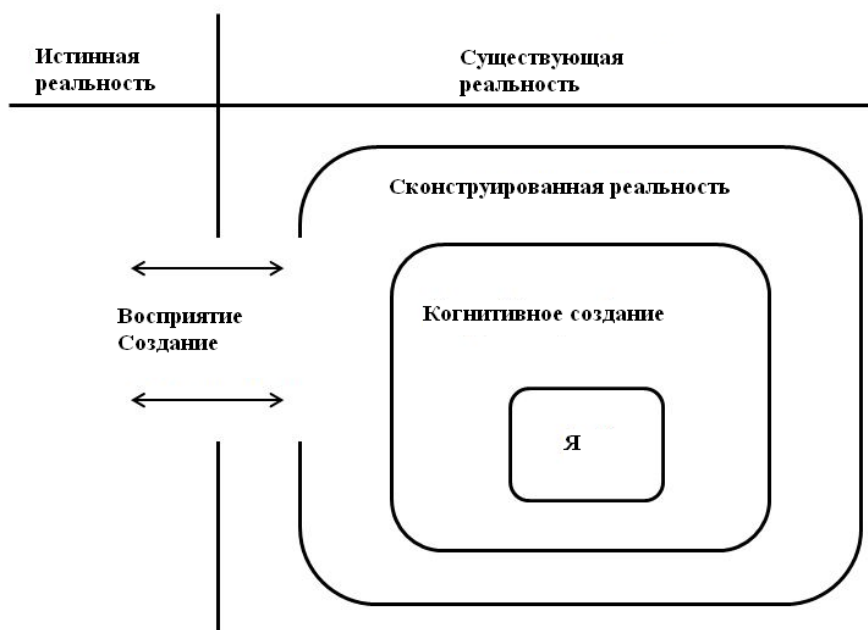 Истинная
реальность
Существующая
реальность
Сконструированная реальность
Восприятие
Создание
Когнитивное создание
Я